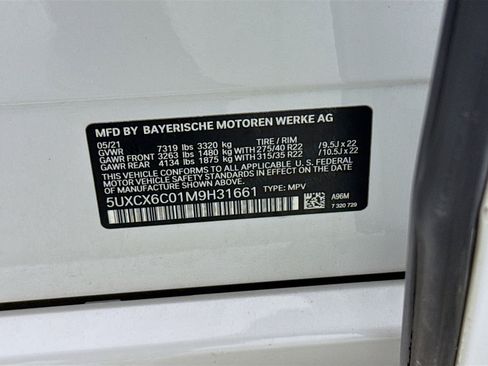 MFD BY BAYERISCHE MOTOREN WERKE AG
05/21 TIRE / RIM
GVWR 7319 lbs 3320 kg
GAWR FRONT 3263 lbs 1480 kg WITH 275/40 R22 / 9.5J x 22
GAWR REAR 4134 lbs 1875 kg WITH 315/35 R22 / 10.5J x 22
THIS VEHICLE CONFORMS TO ALL APPLICABLE U. S. FEDERAL
MOTOR VEHICLE SAFETY STANDARDS IN EFFECT ON THE
DATE OF MANUFACTURE SHOWN ABOVE.
5UXCX6C01M9H31661 TYPE: MPV
A96M
7 320 729